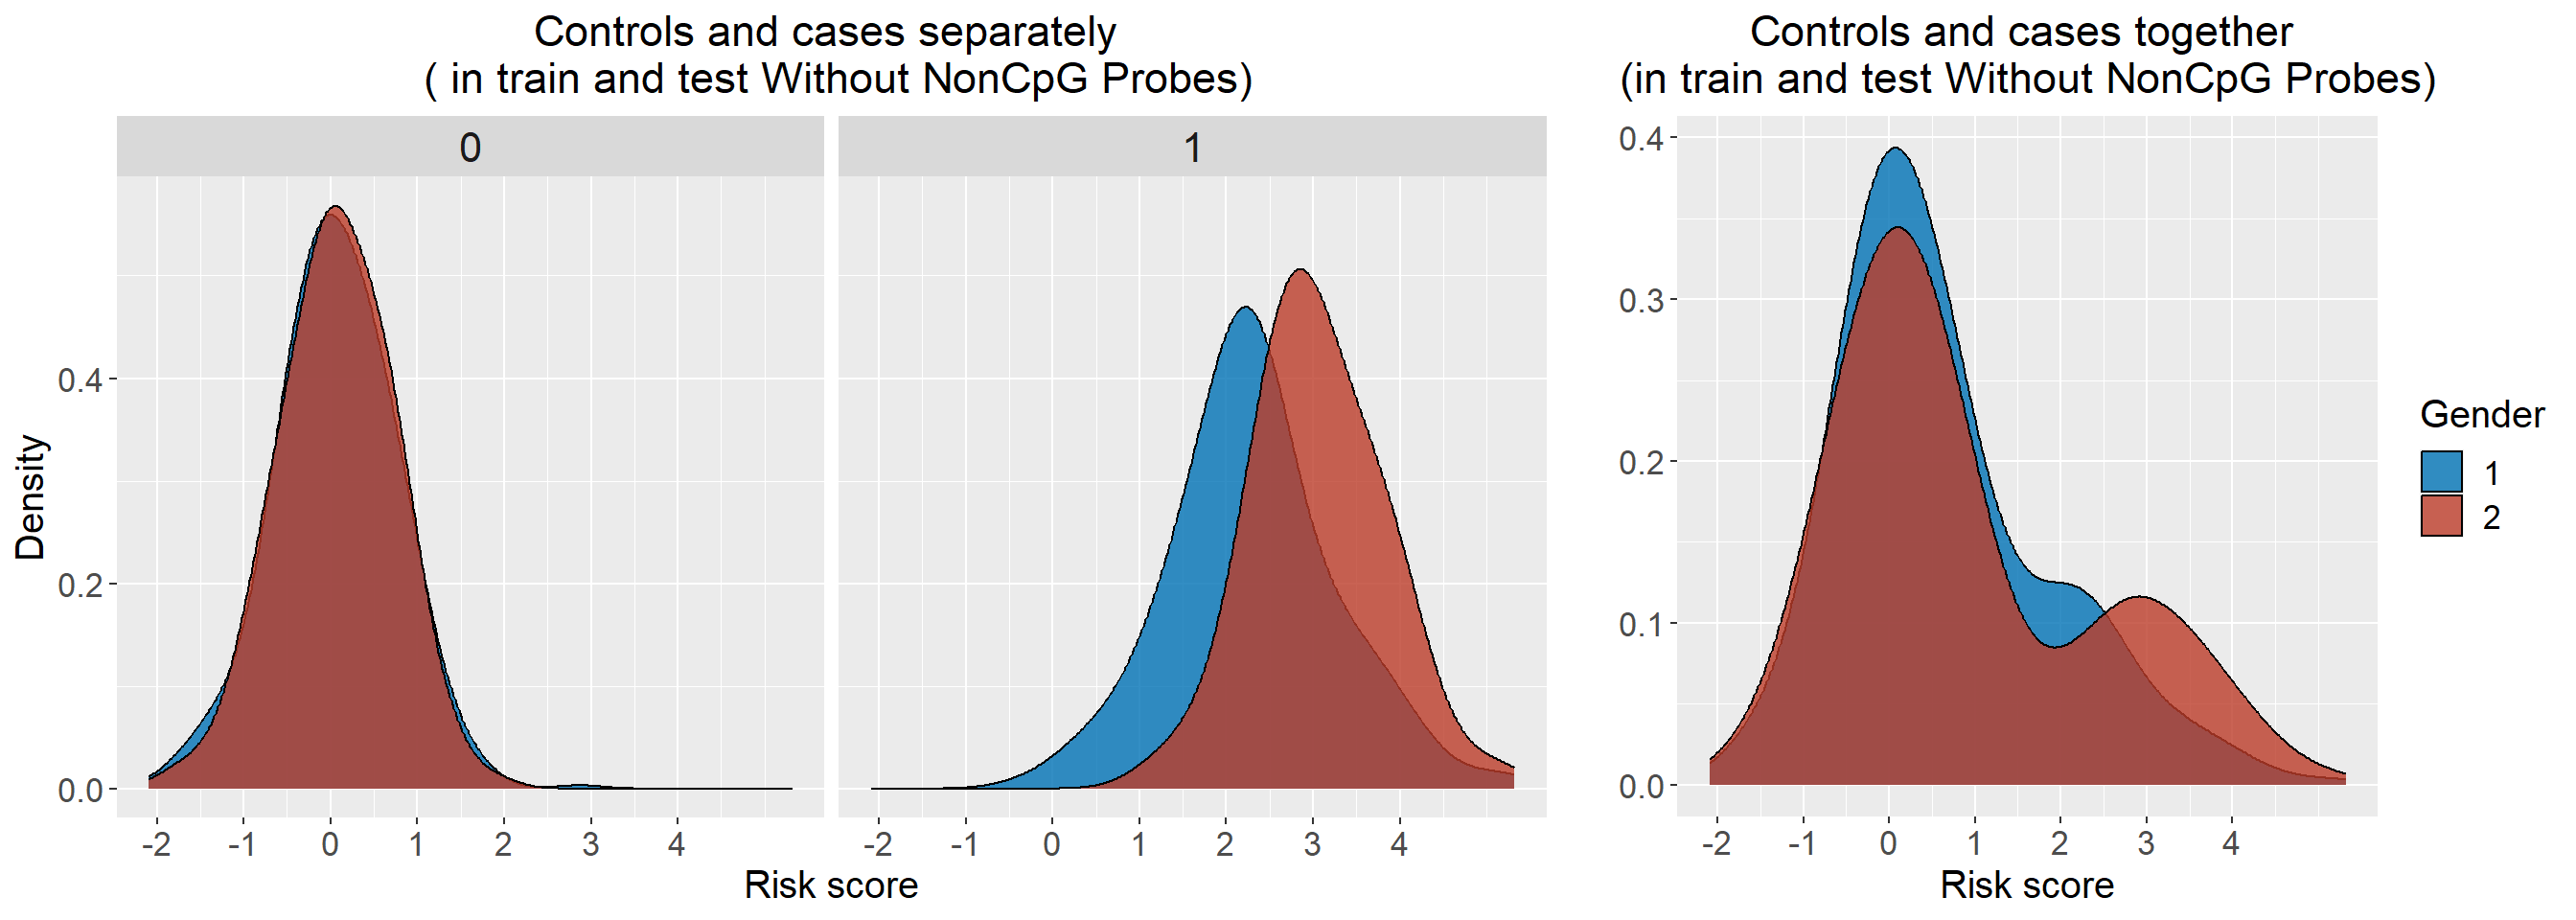 Controls and cases separately
( in train and test Without NonCpG Probes)
0
1
Density
0.4
0.2
0.0
-2 -1 0 1 2 3 4
-2 -1 0 1 2 3 4
Risk score
Controls and cases together
(in train and test Without NonCpG Probes)
0.4
0.3
0.2
0.1
0.0
-2 -1 0 1 2 3 4
Risk score
Gender
1
2